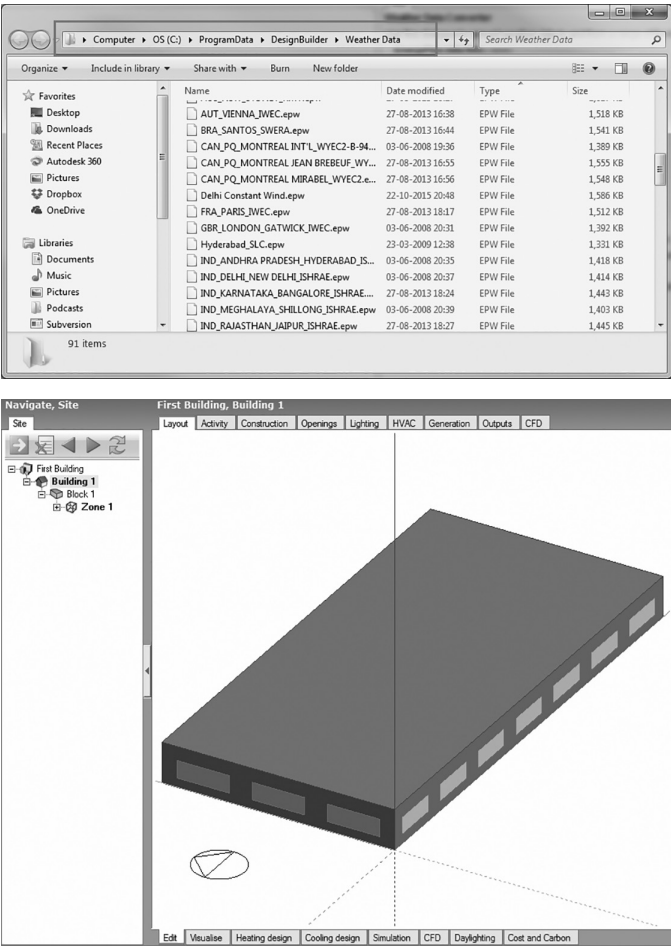 Computer ▸ OS (C:) ▸ ProgramData ▸ DesignBuilder ▸ Weather Data
Search Weather Data
Organize Include in library Share with Burn New folder
Name Date modified Type Size
Favorites
Desktop
Downloads
Recent Places
Autodesk 360
Pictures
Dropbox
OneDrive
Libraries
Documents
Music
Pictures
Podcasts
Subversion
AUT_VIENNA_IWEC.epw 27-08-2013 16:38 EPW File 1,518 KB
BRA_SANTOS_SWERA.epw 27-08-2013 16:44 EPW File 1,541 KB
CAN_PQ_MONTREAL INT'L_WYEC2-B-94... 03-06-2008 19:36 EPW File 1,389 KB
CAN_PQ_MONTREAL JEAN BREBEUF_WY... 27-08-2013 16:55 EPW File 1,555 KB
CAN_PQ_MONTREAL MIRABEL_WYEC2.e... 27-08-2013 16:56 EPW File 1,548 KB
Delhi Constant Wind.epw 22-10-2015 20:48 EPW File 1,586 KB
FRA_PARIS_IWEC.epw 27-08-2013 18:17 EPW File 1,512 KB
GBR_LONDON_GATWICK_IWEC.epw 03-06-2008 20:31 EPW File 1,392 KB
Hyderabad_SLC.epw 23-03-2009 12:38 EPW File 1,331 KB
IND_ANDHRA PRADESH_HYDERABAD_IS... 03-06-2008 20:35 EPW File 1,418 KB
IND_DELHI_NEW DELHI_ISHRAE.epw 03-06-2008 20:37 EPW File 1,414 KB
IND_KARNATAKA_BANGALORE_ISHRAE.... 27-08-2013 18:24 EPW File 1,443 KB
IND_MEGHALAYA_SHILLONG_ISHRAE.epw 03-06-2008 20:39 EPW File 1,403 KB
IND_RAJASTHAN_JAIPUR_ISHRAE.epw 27-08-2013 18:27 EPW File 1,445 KB
91 items
Navigate, Site
Site
First Building
Building 1
Block 1
Zone 1
First Building, Building 1
Layout Activity Construction Openings Lighting HVAC Generation Outputs CFD
Edit Visualise Heating design Cooling design Simulation CFD Daylighting Cost and Carbon